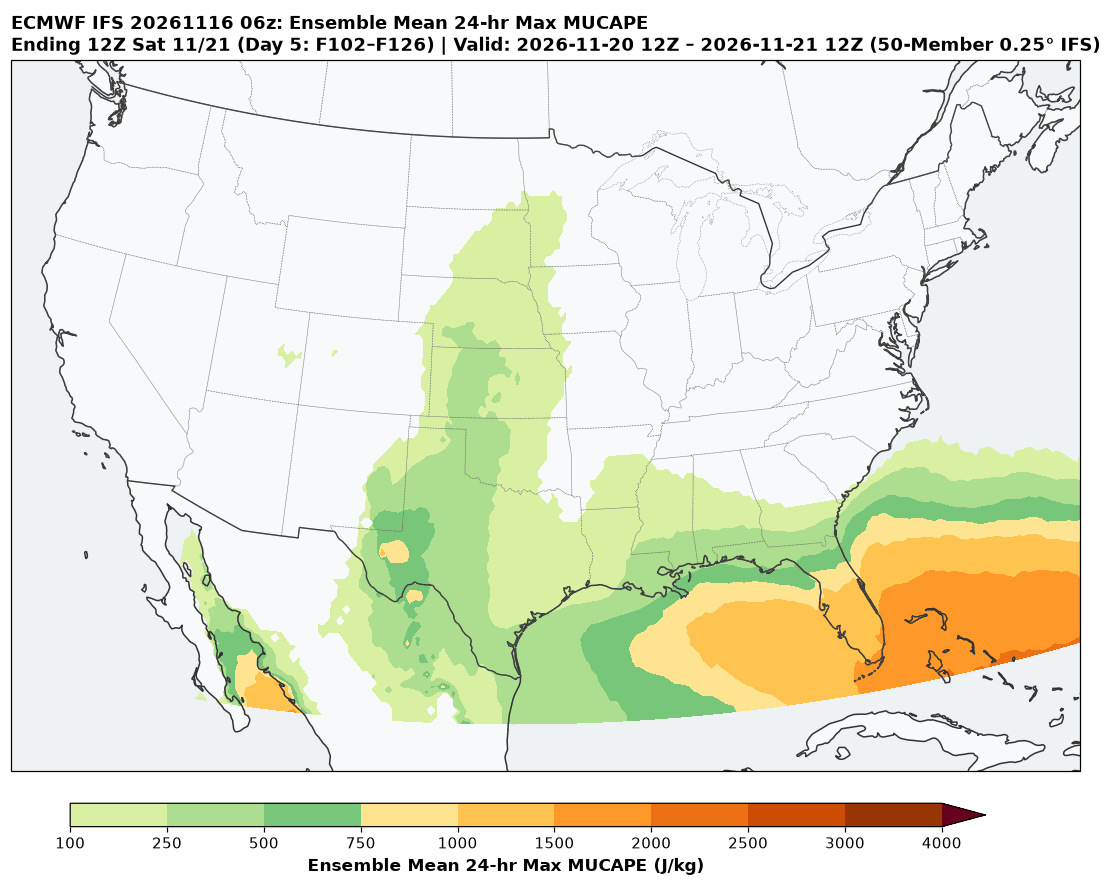 ECMWF IFS 20261116 06z: Ensemble Mean 24-hr Max MUCAPE
Ending 12Z Sat 11/21 (Day 5: F102–F126) | Valid: 2026-11-20 12Z – 2026-11-21 12Z (50-Member 0.25° IFS)
100 250 500 750 1000 1500 2000 2500 3000 4000
Ensemble Mean 24-hr Max MUCAPE (J/kg)